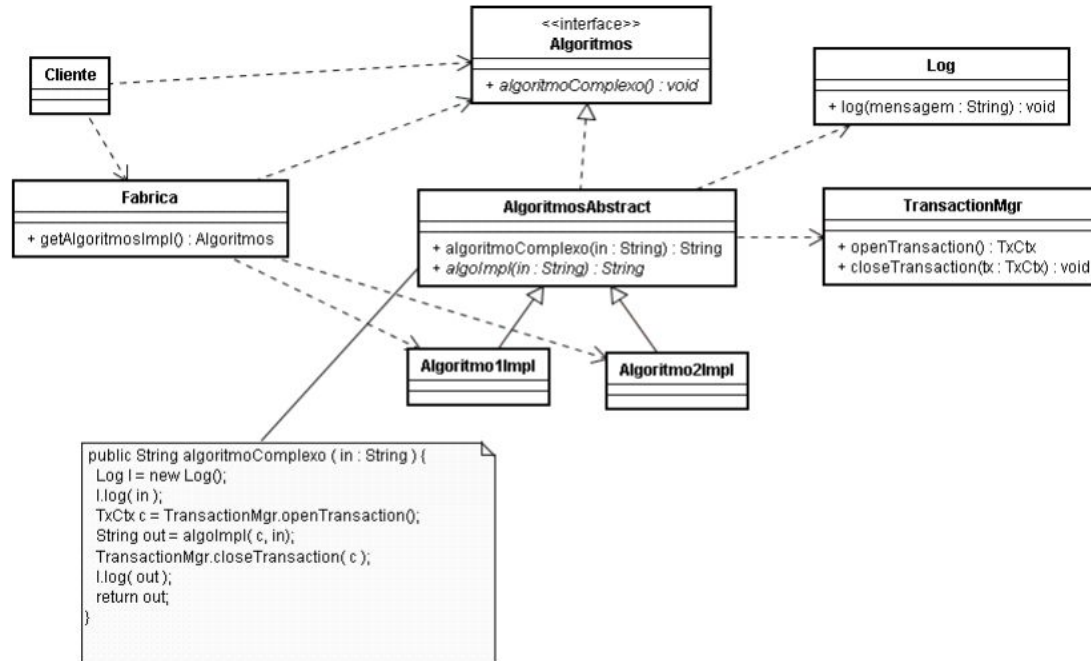 <<interface>>
Algoritmos
+ algoritmoComplexo() : void
Cliente
Log
+ log(mensagem : String) : void
Fabrica
+ getAlgoritmosImpl() : Algoritmos
AlgoritmosAbstract
+ algoritmoComplexo(in : String) : String
+ algoImpl(in : String) : String
TransactionMgr
+ openTransaction() : TxCtx
+ closeTransaction(tx : TxCtx) : void
Algoritmo1Impl
Algoritmo2Impl
public String algoritmoComplexo ( in : String ) {
Log l = new Log();
l.log( in );
TxCtx c = TransactionMgr.openTransaction();
String out = algoImpl( c, in);
TransactionMgr.closeTransaction( c );
l.log( out );
return out;
}